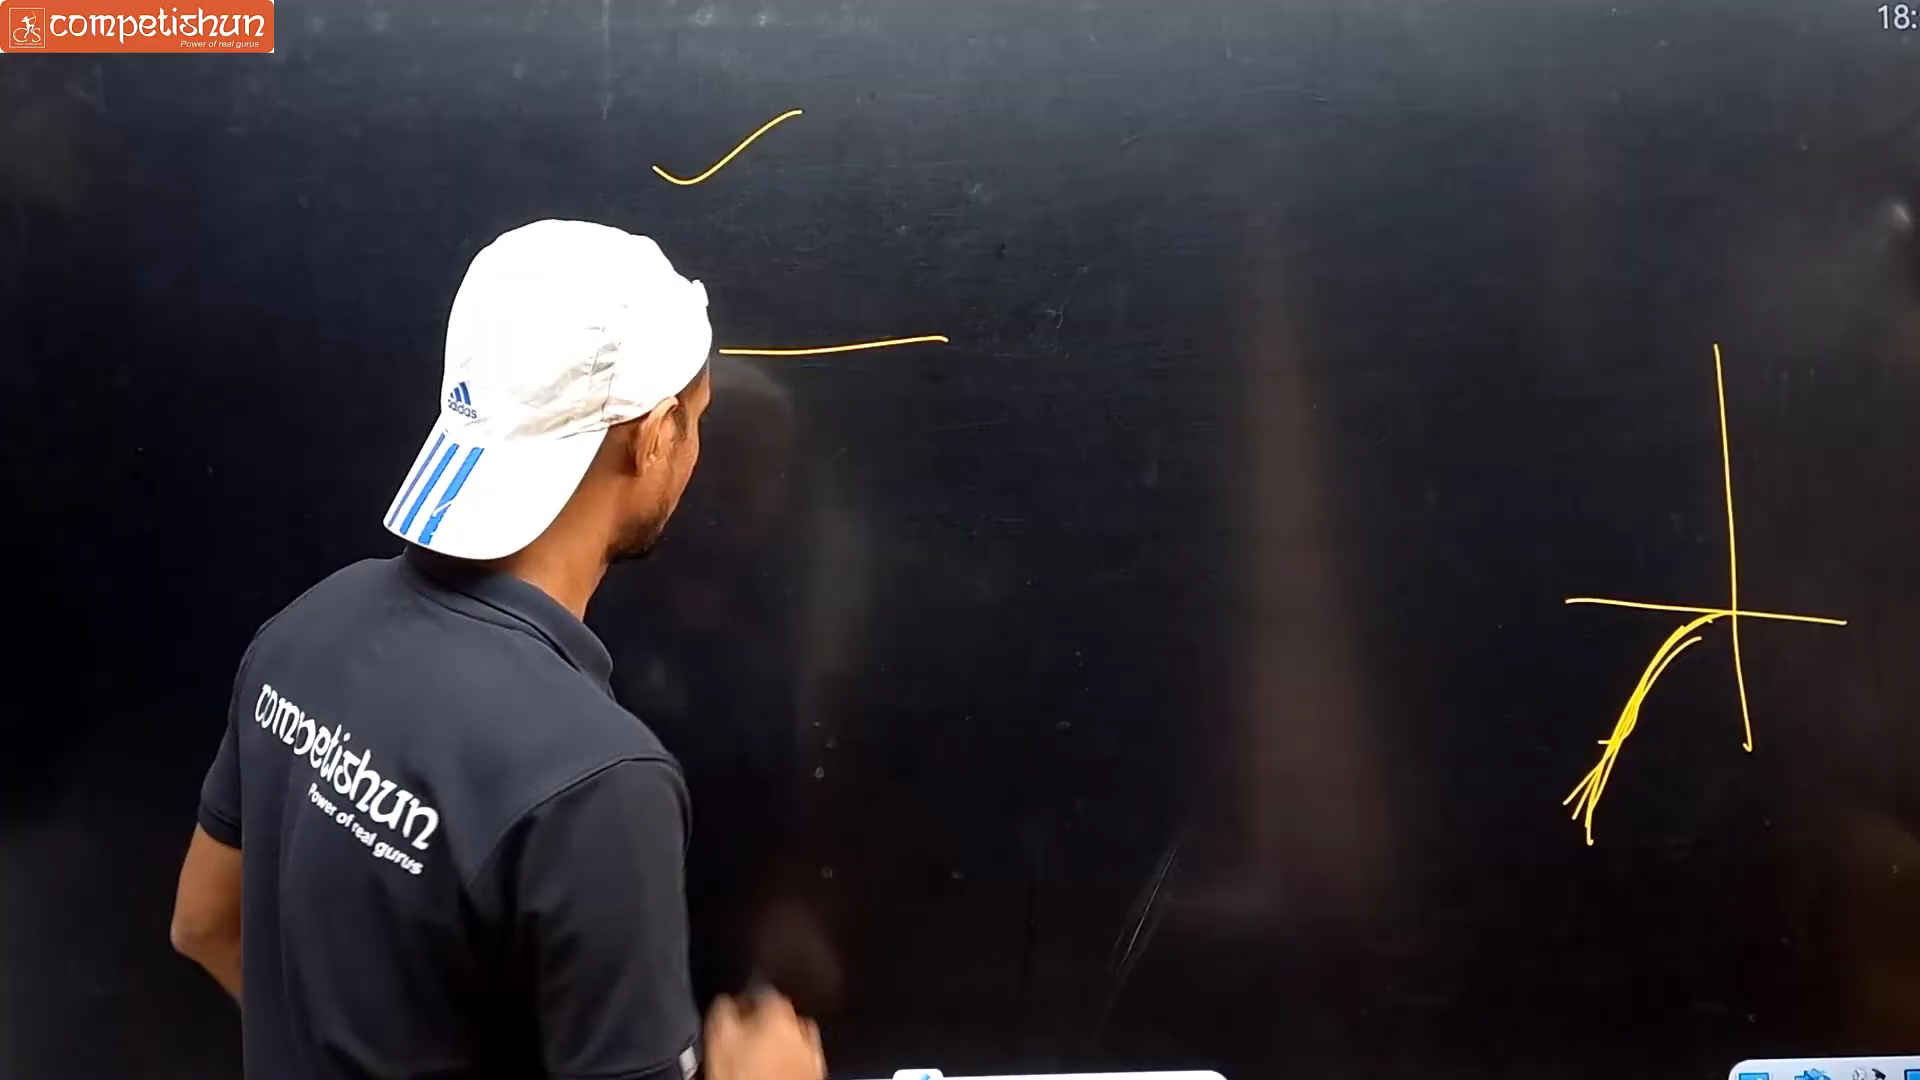 competishun
Power of real gurus
18:
adidas
competishun
Power of real gurus